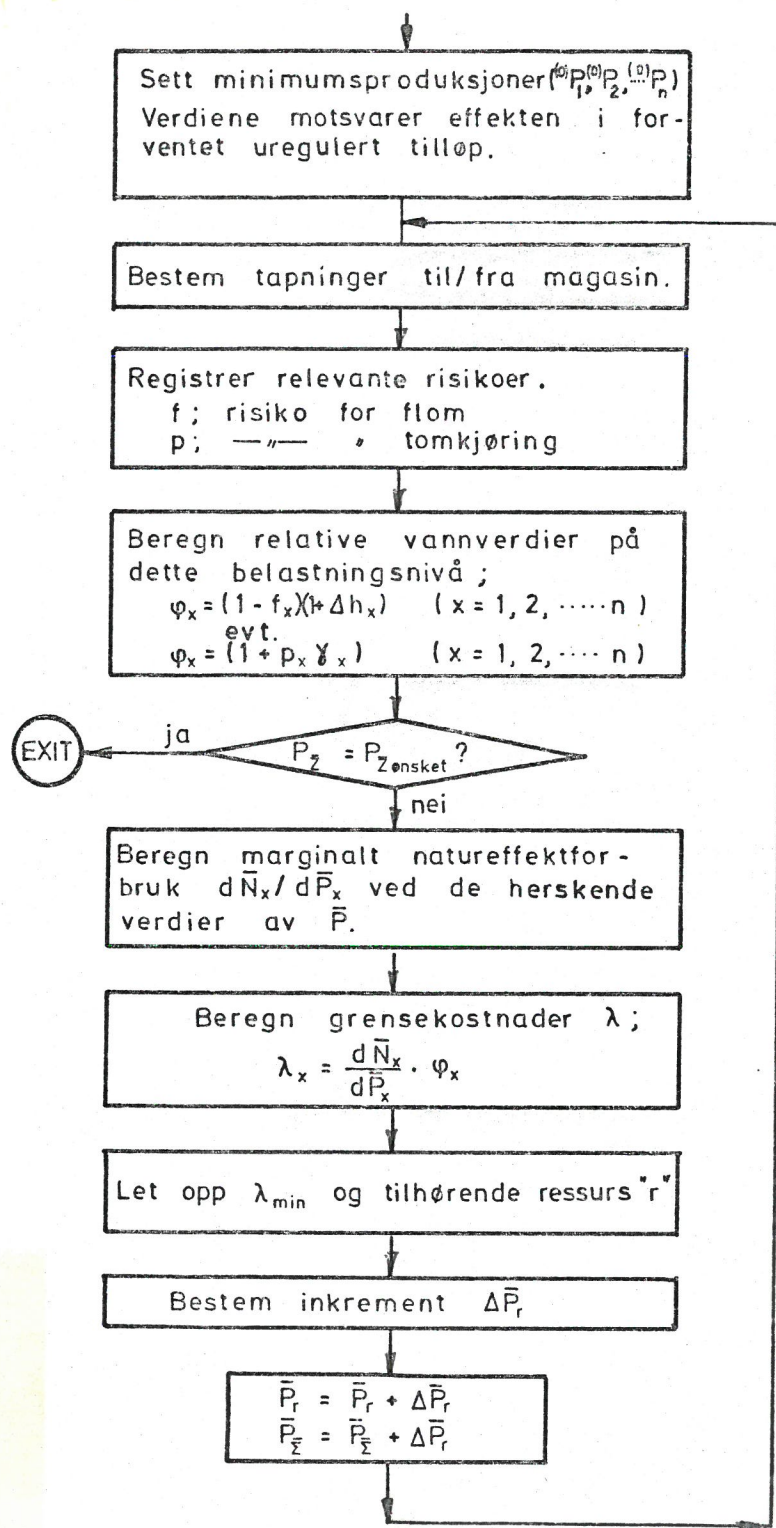 Sett minimumsproduksjoner(⁽⁰⁾P₁,⁽⁰⁾P₂,⁽⁰⁾...Pₙ)
Verdiene motsvarer effekten i for-
ventet uregulert tilløp.
Bestem tapninger til/fra magasin.
Registrer relevante risikoer.
f; risiko for flom
p; —〃— 〃 tomkjøring
Beregn relative vannverdier på
dette belastningsnivå;
φₓ = (1 - fₓ)(1+Δhₓ) (x = 1, 2, ·····n)
evt.
φₓ = (1 + pₓ γₓ) (x = 1, 2, ···· n)
EXIT
ja
P_Σ = P_Σønsket ?
nei
Beregn marginalt natureffektfor-
bruk dN̄ₓ/dP̄ₓ ved de herskende
verdier av P̄.
Beregn grensekostnader λ;
λₓ = dN̄ₓ/dP̄ₓ · φₓ
Let opp λmin og tilhørende ressurs "r"
Bestem inkrement ΔP̄ᵣ
P̄ᵣ = P̄ᵣ + ΔP̄ᵣ
P̄_Σ = P̄_Σ + ΔP̄ᵣ